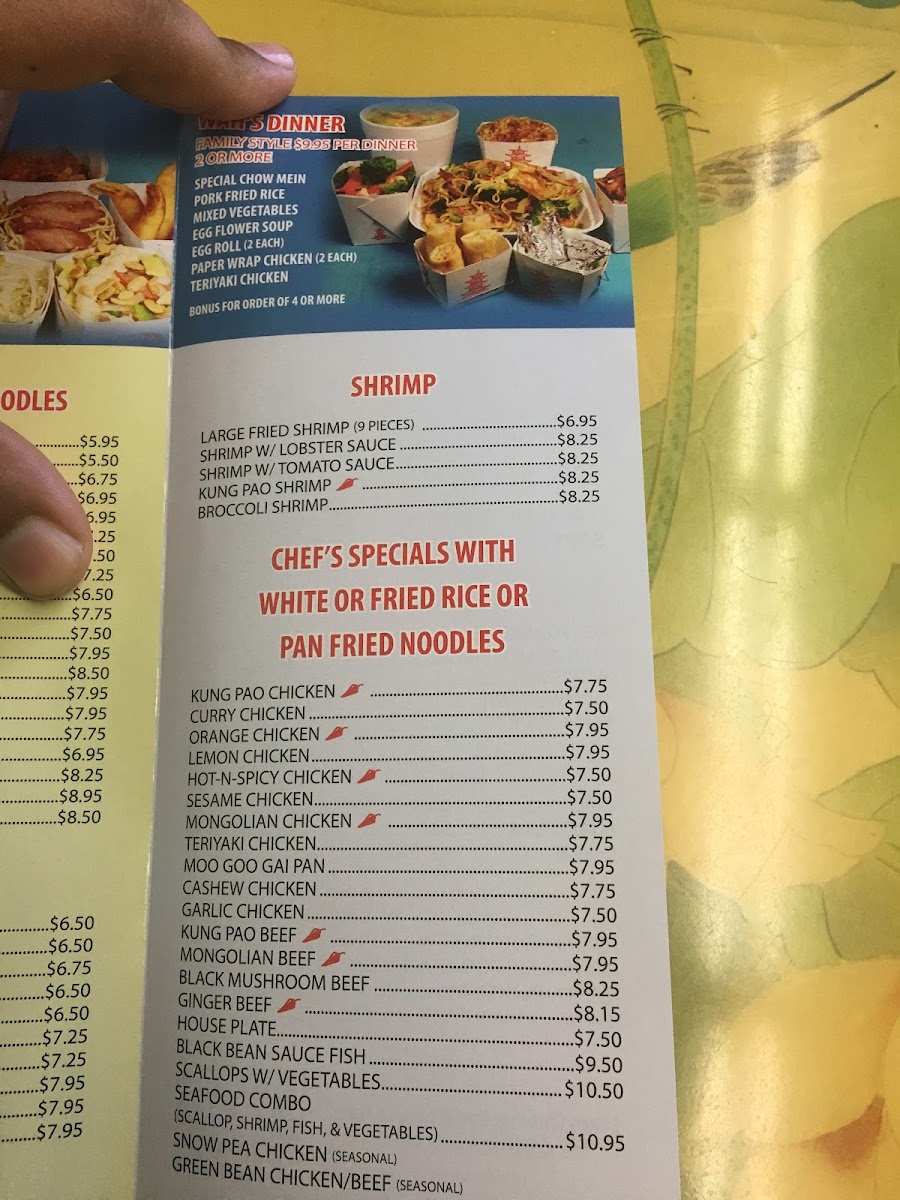 ODLES
..........$5.95
......$5.50
...$6.75
$6.95
6.95
.25
.50
7.25
$6.50
$7.75
$7.50
$7.95
$8.50
$7.95
$7.95
$7.75
$6.95
$8.25
$8.95
$8.50
$6.50
$6.50
$6.75
$6.50
$6.50
$7.25
$7.25
$7.95
$7.95
$7.95
WAH'S DINNER
FAMILY STYLE $9.95 PER DINNER
2 OR MORE
SPECIAL CHOW MEIN
PORK FRIED RICE
MIXED VEGETABLES
EGG FLOWER SOUP
EGG ROLL (2 EACH)
PAPER WRAP CHICKEN (2 EACH)
TERIYAKI CHICKEN
BONUS FOR ORDER OF 4 OR MORE
SHRIMP
LARGE FRIED SHRIMP (9 PIECES) ........ $6.95
SHRIMP W/ LOBSTER SAUCE ........ $8.25
SHRIMP W/ TOMATO SAUCE ........ $8.25
KUNG PAO SHRIMP ........ $8.25
BROCCOLI SHRIMP ........ $8.25
CHEF'S SPECIALS WITH
WHITE OR FRIED RICE OR
PAN FRIED NOODLES
KUNG PAO CHICKEN ........ $7.75
CURRY CHICKEN ........ $7.50
ORANGE CHICKEN ........ $7.95
LEMON CHICKEN ........ $7.95
HOT-N-SPICY CHICKEN ........ $7.50
SESAME CHICKEN ........ $7.50
MONGOLIAN CHICKEN ........ $7.95
TERIYAKI CHICKEN ........ $7.75
MOO GOO GAI PAN ........ $7.95
CASHEW CHICKEN ........ $7.75
GARLIC CHICKEN ........ $7.50
KUNG PAO BEEF ........ $7.95
MONGOLIAN BEEF ........ $7.95
BLACK MUSHROOM BEEF ........ $8.25
GINGER BEEF ........ $8.15
HOUSE PLATE ........ $7.50
BLACK BEAN SAUCE FISH ........ $9.50
SCALLOPS W/ VEGETABLES ........ $10.50
SEAFOOD COMBO
(SCALLOP, SHRIMP, FISH, & VEGETABLES) ........ $10.95
SNOW PEA CHICKEN (SEASONAL)
GREEN BEAN CHICKEN/BEEF (SEASONAL)